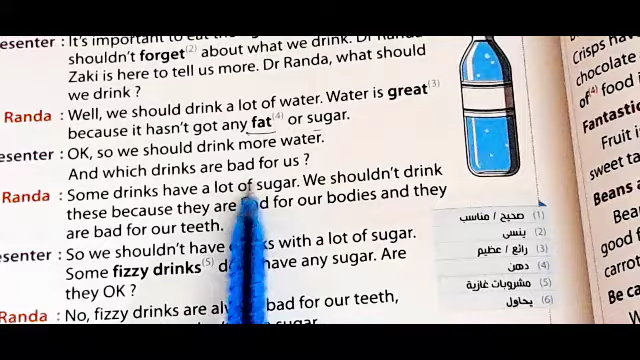 esenter : It's important to eat the
shouldn't forget(2) about what we drink. Dr Randa
Zaki is here to tell us more. Dr Randa, what should
we drink ?
Randa : Well, we should drink a lot of water. Water is great(3)
because it hasn't got any fat(4) or sugar.
esenter : OK, so we should drink more water.
And which drinks are bad for us ?
Randa : Some drinks have a lot of sugar. We shouldn't drink
these because they are bad for our bodies and they
are bad for our teeth.
esenter : So we shouldn't have drinks with a lot of sugar.
Some fizzy drinks(5) don't have any sugar. Are
they OK ?
Randa : No, fizzy drinks are always bad for our teeth,
sugar.
(1) صحيح / مناسب
(2) ينسى
(3) رائع / عظيم
(4) دهن
(5) مشروبات غازية
(6) يحاول
Crisps hav
chocolate
of(4) food i
Fantasti
Fruit i
sweet ta
Beans a
Bear
good f
carrot
Be ca
W